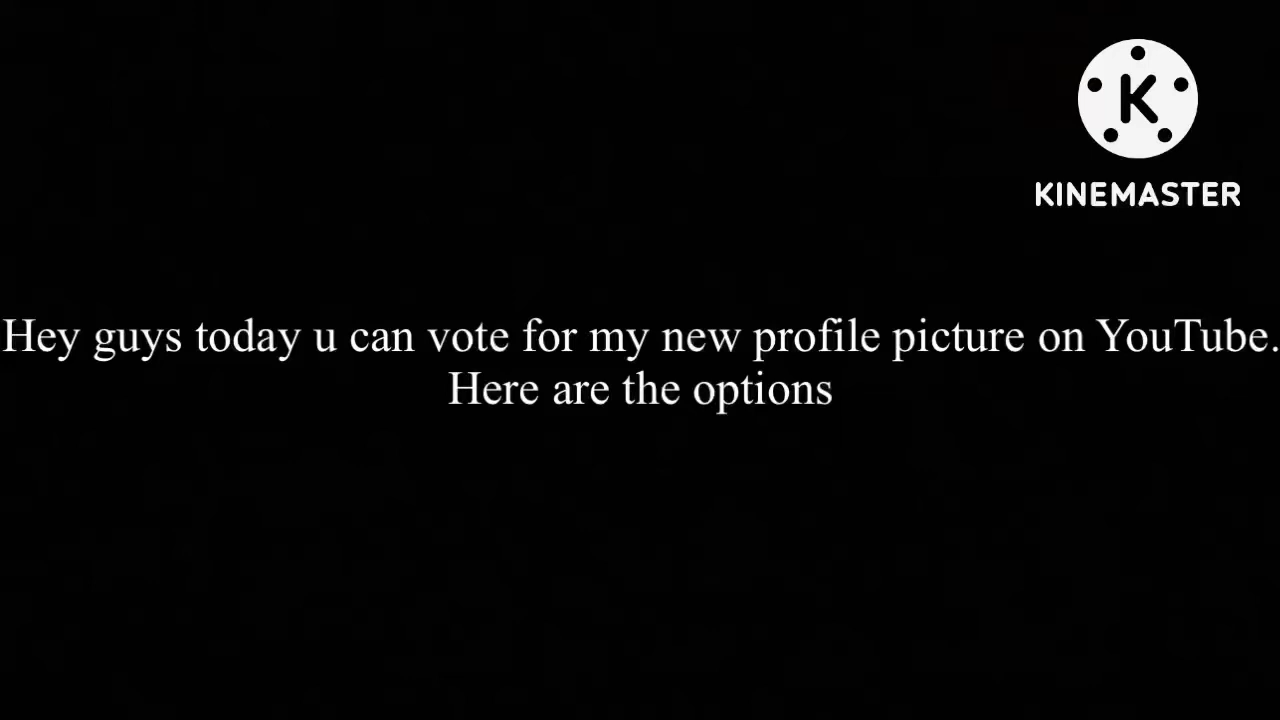 K
KINEMASTER
Hey guys today u can vote for my new profile picture on YouTube.
Here are the options